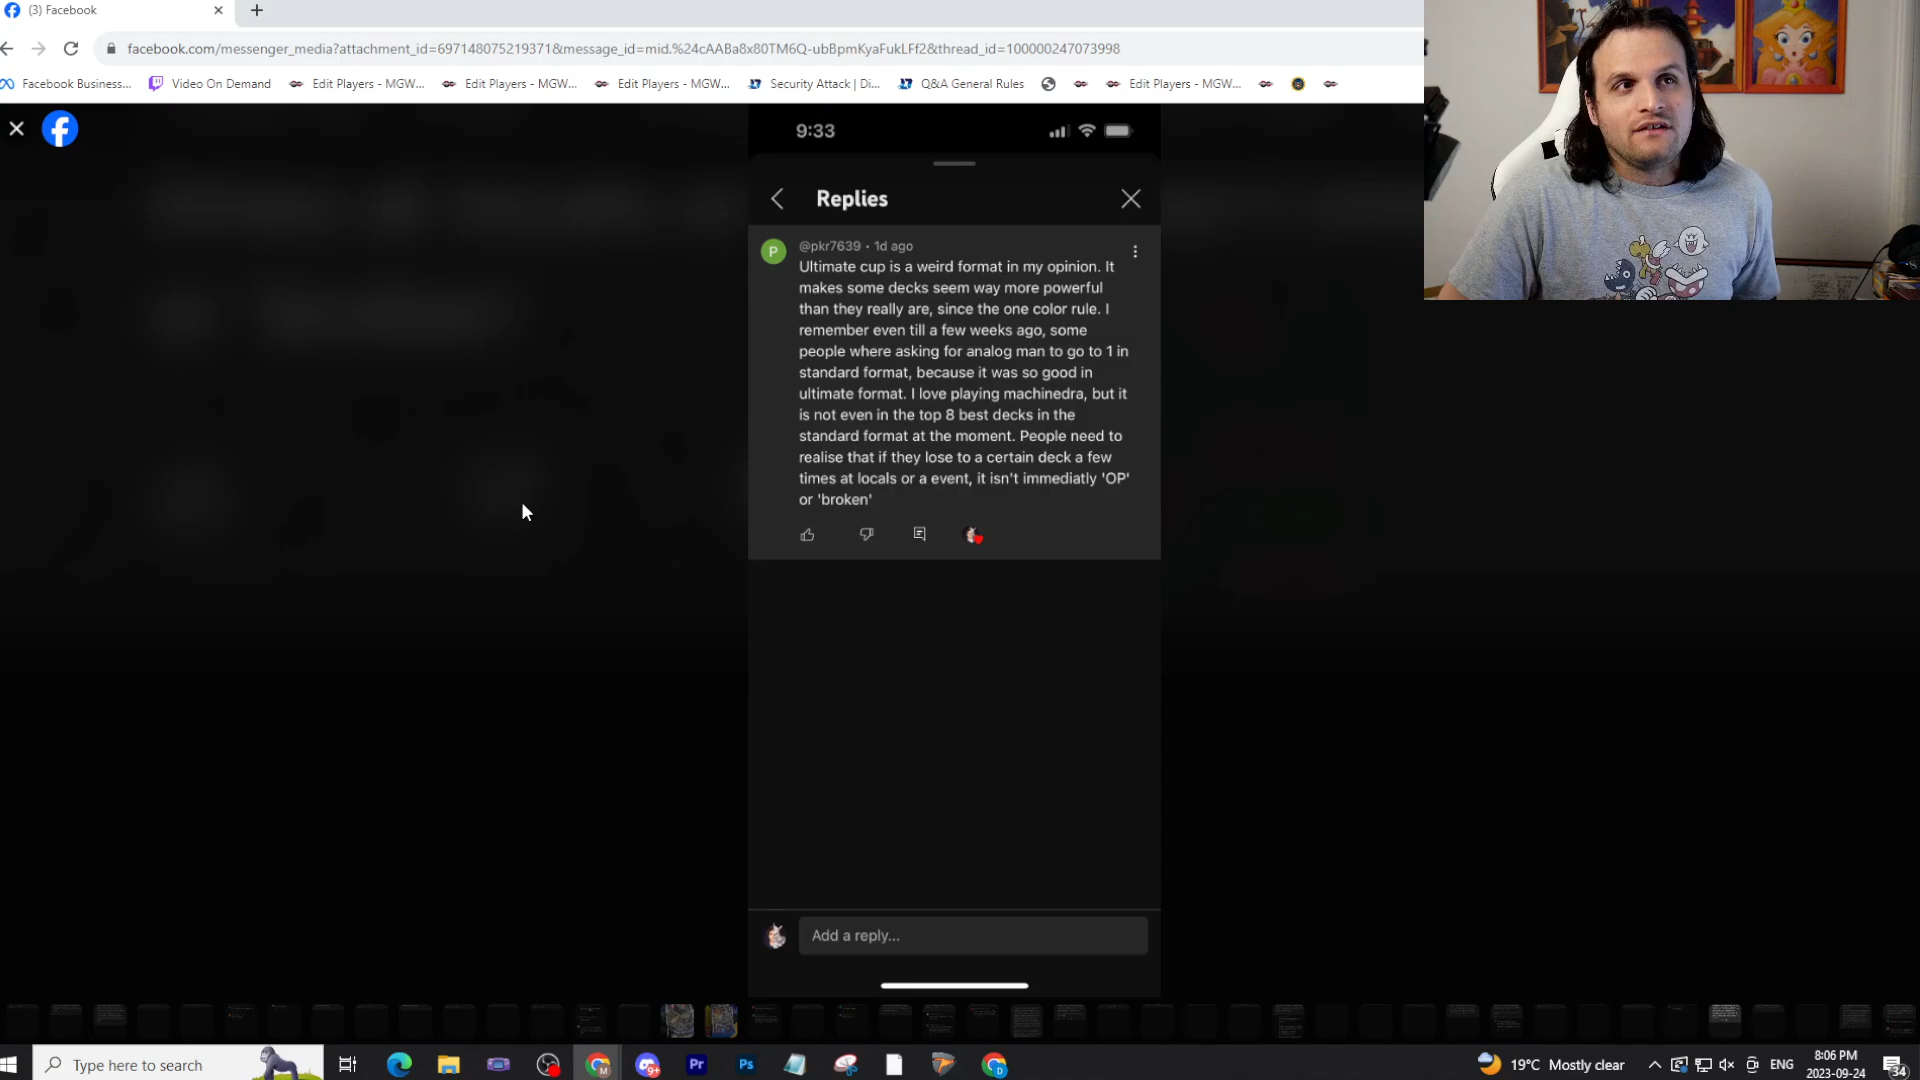 (3) Facebook
facebook.com/messenger_media?attachment_id=697148075219371&message_id=mid.%24cAABa8x80TM6Q-ubBpmKyaFukLFf2&thread_id=100000247073998
Facebook Business... Video On Demand Edit Players - MGW... Edit Players - MGW... Edit Players - MGW... Security Attack | Di... Q&A General Rules Edit Players - MGW...
9:33
Replies
P @pkr7639 • 1d ago
Ultimate cup is a weird format in my opinion. It
makes some decks seem way more powerful
than they really are, since the one color rule. I
remember even till a few weeks ago, some
people where asking for analog man to go to 1 in
standard format, because it was so good in
ultimate format. I love playing machinedra, but it
is not even in the top 8 best decks in the
standard format at the moment. People need to
realise that if they lose to a certain deck a few
times at locals or a event, it isn't immediatly 'OP'
or 'broken'
Add a reply...
Type here to search
M 9+ Pr Ps D
19°C Mostly clear
ENG
8:06 PM
2023-09-24
34